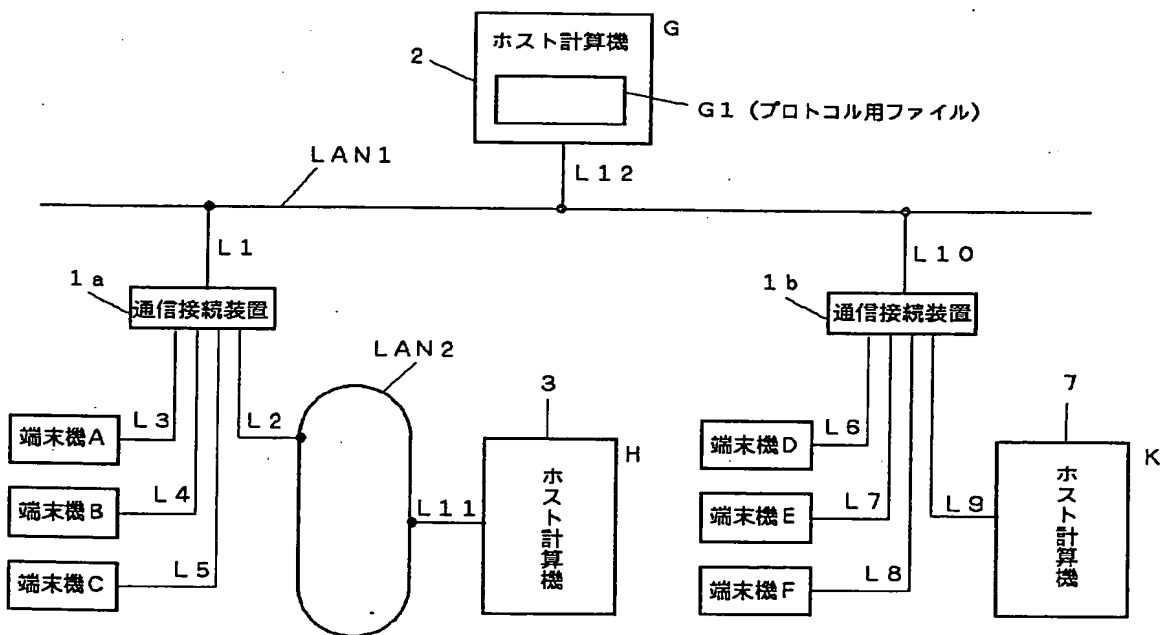 G
ホスト計算機
2
G1 (プロトコル用ファイル)
LAN1
L12
L1
L10
1a
通信接続装置
1b
通信接続装置
LAN2
3
7
端末機A
L3
L2
H
端末機D
L6
K
ホスト計算機
ホスト計算機
端末機B
L4
L11
端末機E
L7
L9
端末機C
L5
端末機F
L8